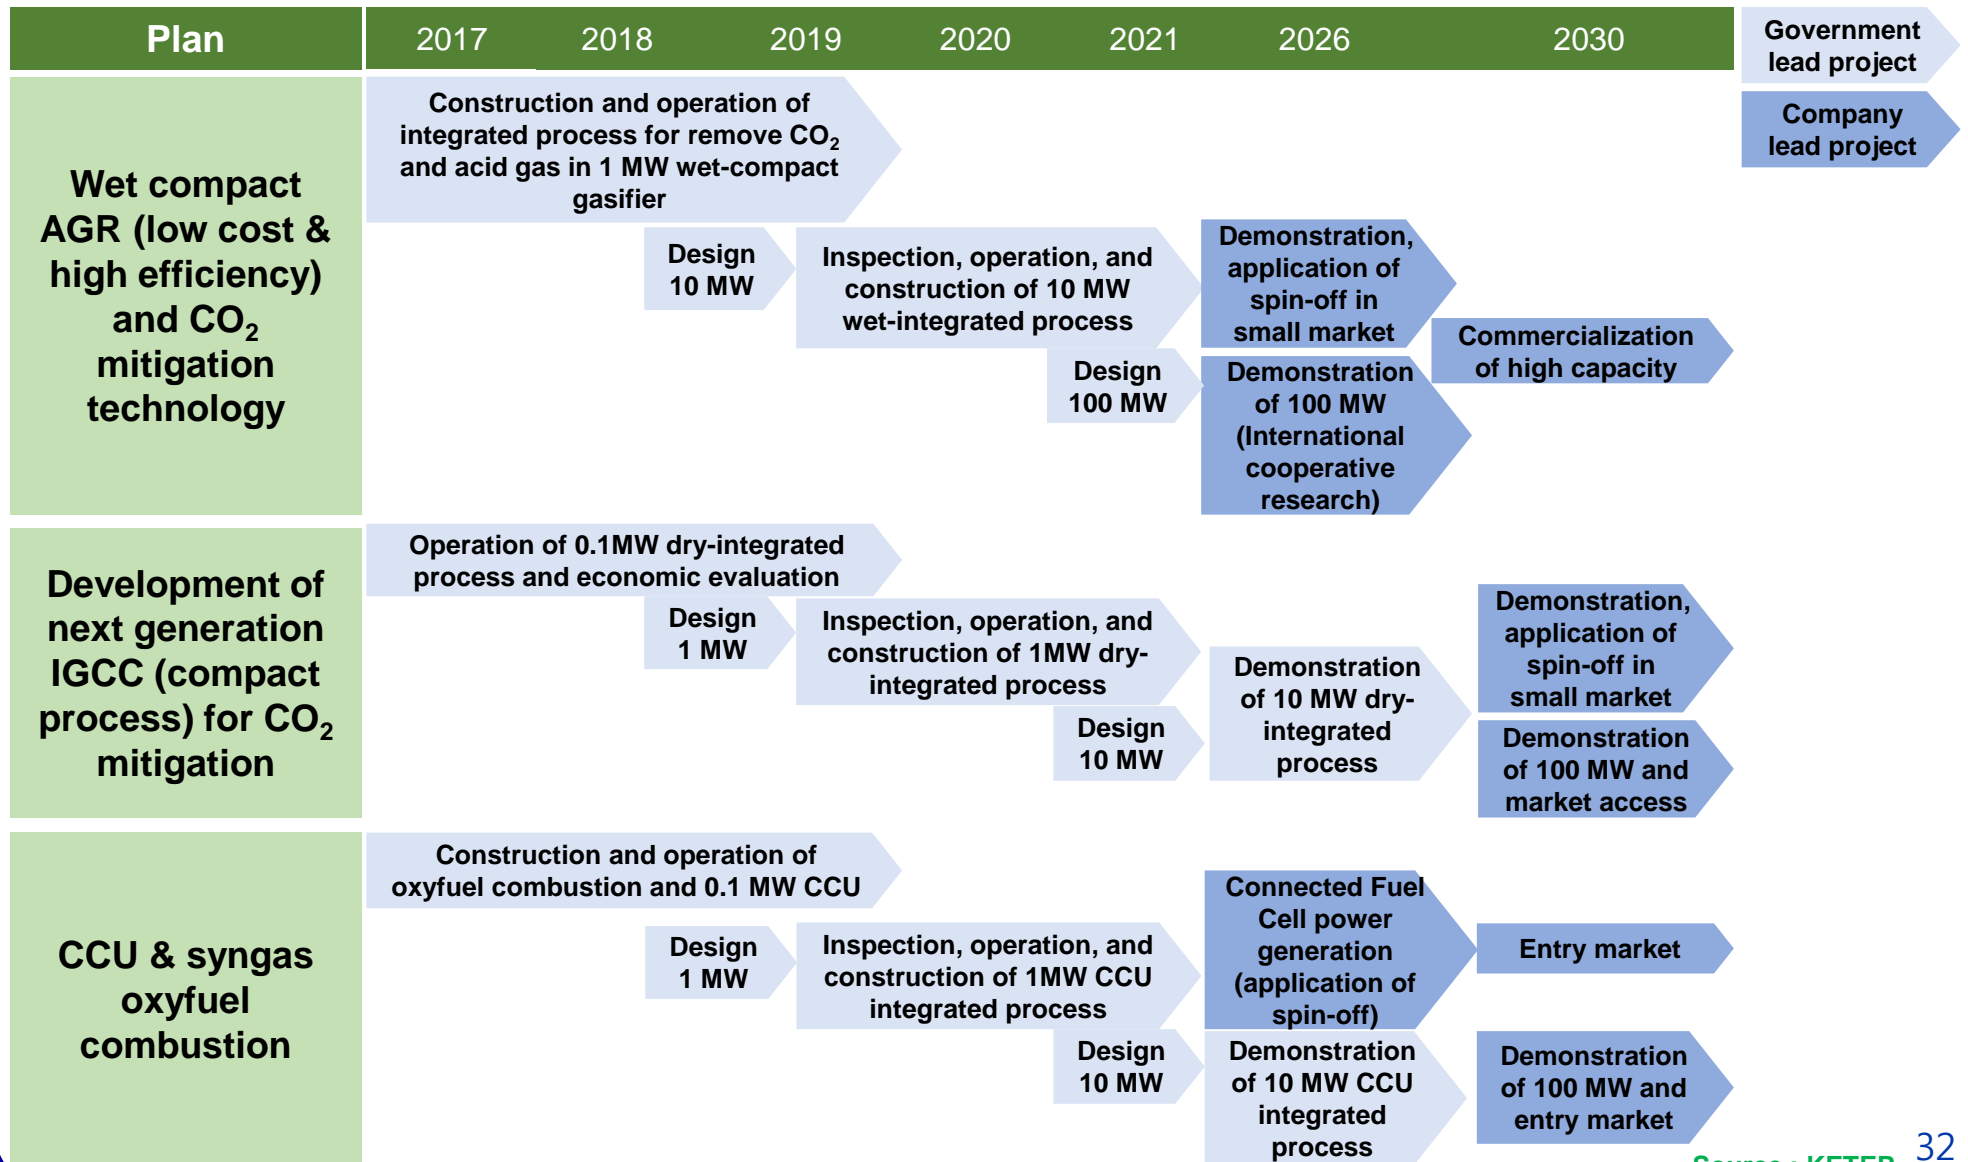 Plan
2017
2018
2019
2020
2021
2026
2030
Government
lead project
Company
lead project
Wet compact
AGR (low cost &
high efficiency)
and CO₂
mitigation
technology
Construction and operation of
integrated process for remove CO₂
and acid gas in 1 MW wet-compact
gasifier
Design
10 MW
Inspection, operation, and
construction of 10 MW
wet-integrated process
Design
100 MW
Demonstration,
application of
spin-off in
small market
Demonstration
of 100 MW
(International
cooperative
research)
Commercialization
of high capacity
Development of
next generation
IGCC (compact
process) for CO₂
mitigation
Operation of 0.1MW dry-integrated
process and economic evaluation
Design
1 MW
Inspection, operation, and
construction of 1MW dry-
integrated process
Design
10 MW
Demonstration
of 10 MW dry-
integrated
process
Demonstration,
application of
spin-off in
small market
Demonstration
of 100 MW and
market access
CCU & syngas
oxyfuel
combustion
Construction and operation of
oxyfuel combustion and 0.1 MW CCU
Design
1 MW
Inspection, operation, and
construction of 1MW CCU
integrated process
Design
10 MW
Connected Fuel
Cell power
generation
(application of
spin-off)
Demonstration
of 10 MW CCU
integrated
process
Entry market
Demonstration
of 100 MW and
entry market
Source : KETEP
32